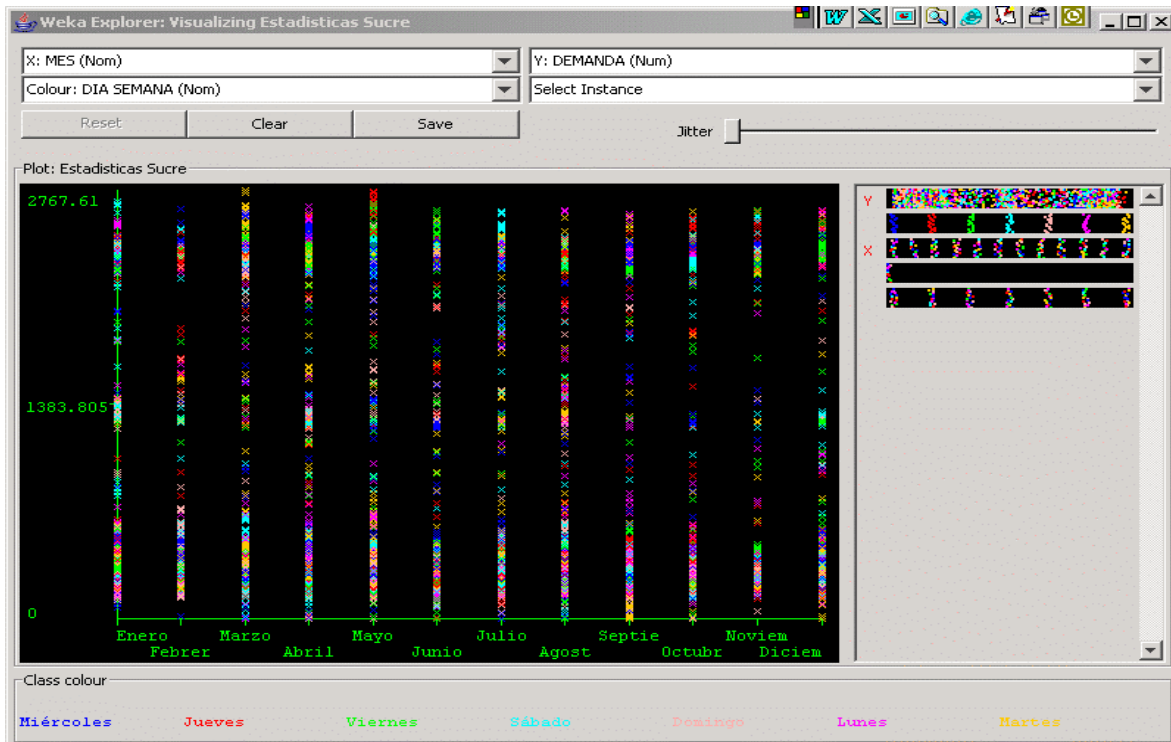 Weka Explorer: Visualizing Estadisticas Sucre
X: MES (Nom) Y: DEMANDA (Num)
Colour: DIA SEMANA (Nom) Select Instance
Reset Clear Save Jitter
Plot: Estadisticas Sucre
2767.61
Y
X
1383.805
0
Enero Marzo Mayo Julio Septie Noviem
Febrer Abril Junio Agost Octubr Diciem
Class colour
Miércoles Jueves Viernes Sábado Domingo Lunes Martes